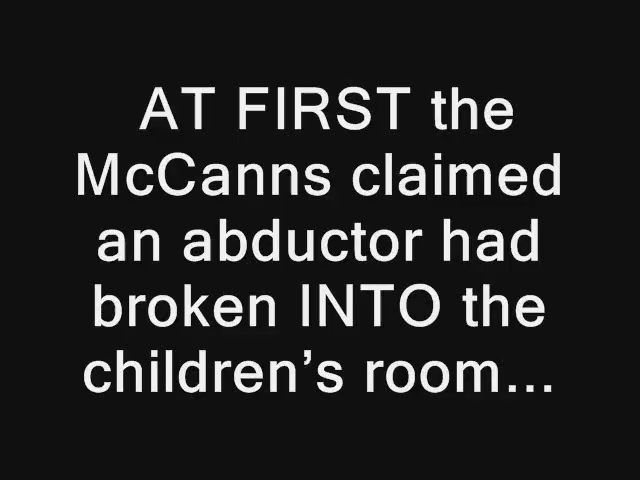 AT FIRST the
McCanns claimed
an abductor had
broken INTO the
children’s room...